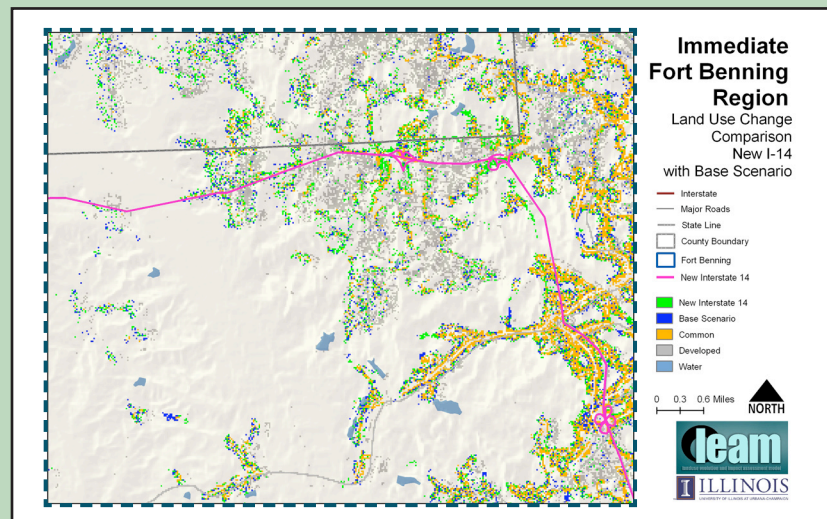 Immediate
Fort Benning
Region
Land Use Change
Comparison
New I-14
with Base Scenario
Interstate
Major Roads
State Line
County Boundary
Fort Benning
New Interstate 14
New Interstate 14
Base Scenario
Common
Developed
Water
0 0.3 0.6 Miles
NORTH
leam
I ILLINOIS
UNIVERSITY OF ILLINOIS AT URBANA-CHAMPAIGN